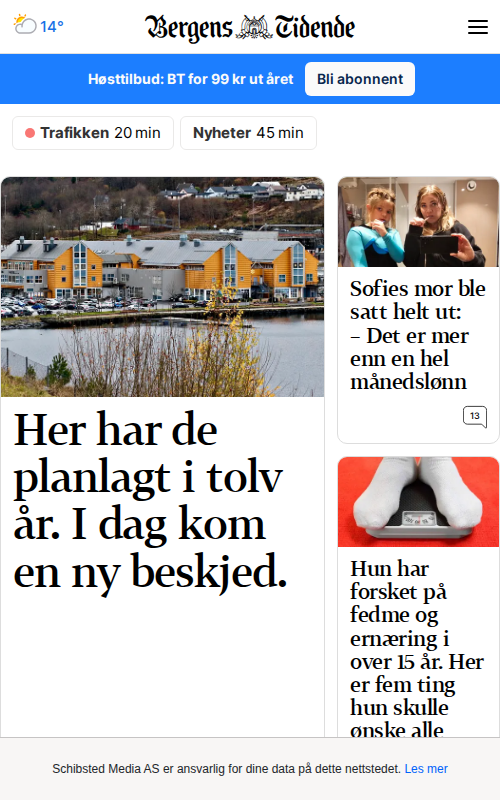 14°
Bergens Tidende
Høsttilbud: BT for 99 kr ut året
Bli abonnent
Trafikken 20 min
Nyheter 45 min
Her har de
planlagt i tolv
år. I dag kom
en ny beskjed.
Sofies mor ble
satt helt ut:
– Det er mer
enn en hel
månedslønn
13
Hun har
forsket på
fedme og
ernæring i
over 15 år. Her
er fem ting
hun skulle
ønske alle
Schibsted Media AS er ansvarlig for dine data på dette nettstedet. Les mer